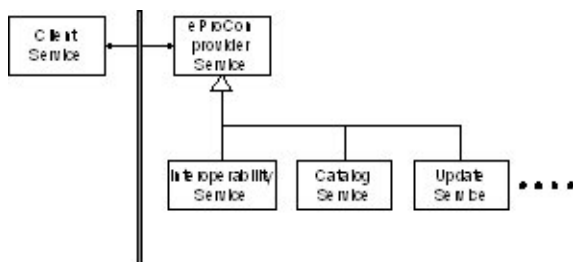 Client
Service
eProCon
provider
Service
Interoperability
Service
Catalog
Service
Update
Service